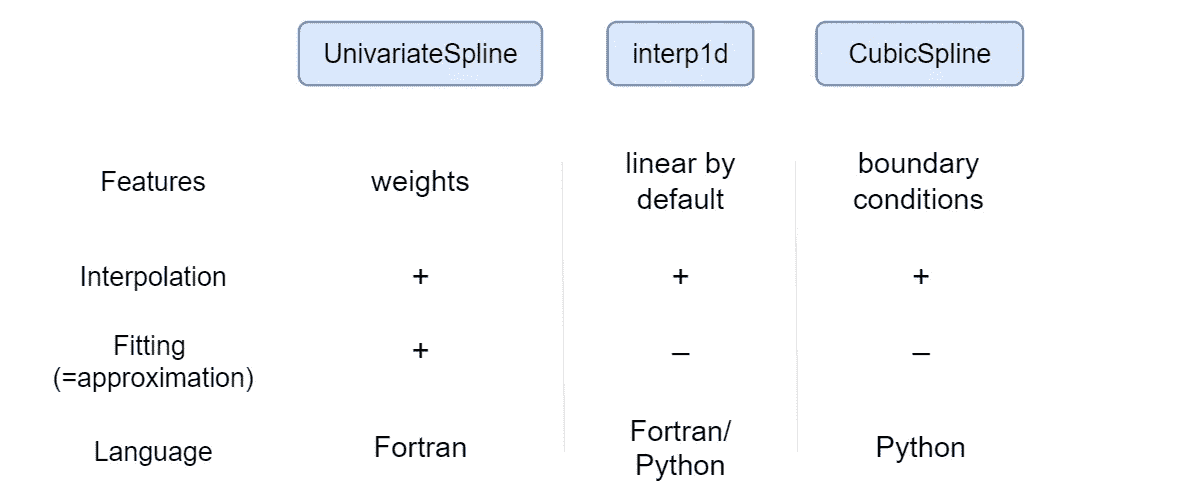 UnivariateSpline interp1d CubicSpline
Features weights linear by default boundary conditions
Interpolation + + +
Fitting (=approximation) + – –
Language Fortran Fortran/ Python Python